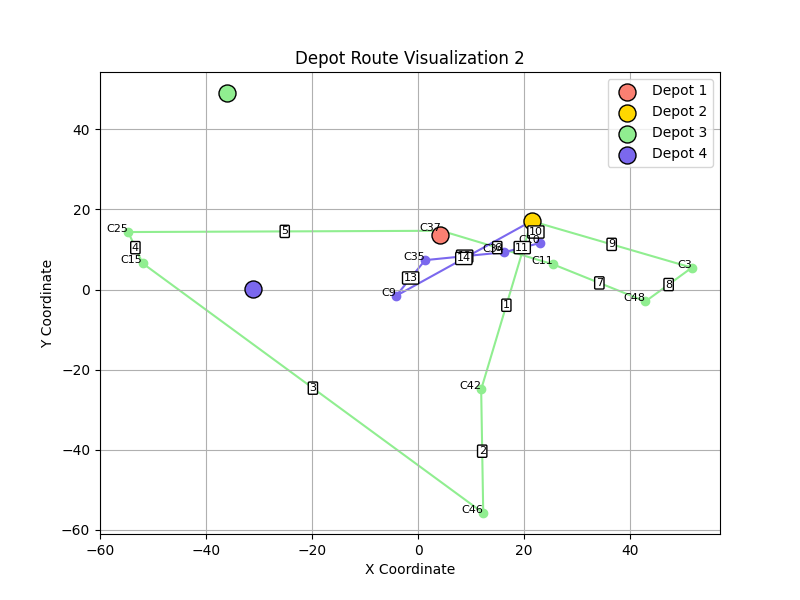 Depot Route Visualization 2
Depot 1
Depot 2
Depot 3
Depot 4
Y Coordinate
40
20
0
−20
−40
−60
C25
4
C15
5
C37
10
C35
14
11
C11
9
C3
13
C9
1
7
C48
8
3
C42
2
C46
−60
−40
−20
0
20
40
X Coordinate